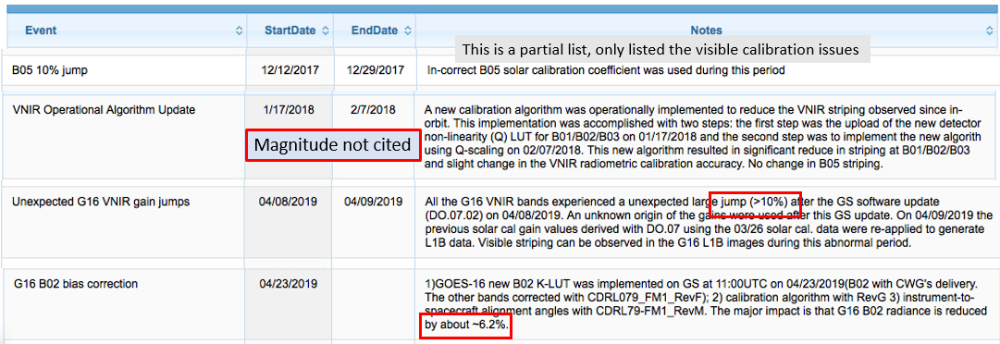 Event StartDate EndDate Notes
This is a partial list, only listed the visible calibration issues
B05 10% jump 12/12/2017 12/29/2017 In-correct B05 solar calibration coefficient was used during this period
VNIR Operational Algorithm Update 1/17/2018 2/7/2018 A new calibration algorithm was operationally implemented to reduce the VNIR striping observed since in-
orbit. This implementation was accomplished with two steps: the first step was the upload of the new detector
non-linearity (Q) LUT for B01/B02/B03 on 01/17/2018 and the second step was to implement the new algorith
using Q-scaling on 02/07/2018. This new algorithm resulted in significant reduce in striping at B01/B02/B03
and slight change in the VNIR radiometric calibration accuracy. No change in B05 striping.
Magnitude not cited
Unexpected G16 VNIR gain jumps 04/08/2019 04/09/2019 All the G16 VNIR bands experienced a unexpected large jump (>10%) after the GS software update
(DO.07.02) on 04/08/2019. An unknown origin of the gains were used after this GS update. On 04/09/2019 the
previous solar cal gain values derived with DO.07 using the 03/26 solar cal. data were re-applied to generate
L1B data. Visible striping can be observed in the G16 L1B images during this abnormal period.
G16 B02 bias correction 04/23/2019 1)GOES-16 new B02 K-LUT was implemented on GS at 11:00UTC on 04/23/2019(B02 with CWG's delivery.
The other bands corrected with CDRL079_FM1_RevF); 2) calibration algorithm with RevG 3) instrument-to-
spacecraft alignment angles with CDRL79-FM1_RevM. The major impact is that G16 B02 radiance is reduced
by about ~6.2%.